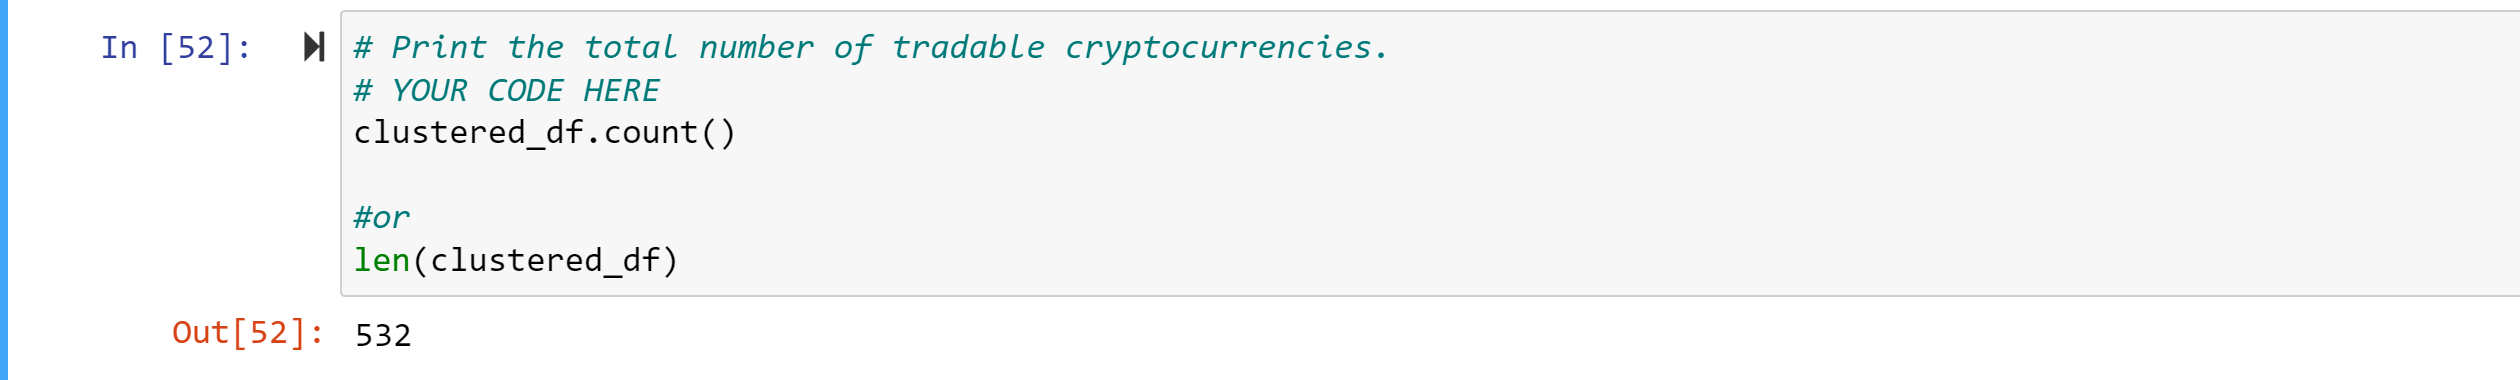 In [52]:
# Print the total number of tradable cryptocurrencies.
# YOUR CODE HERE
clustered_df.count()
#or
len(clustered_df)
Out[52]: 532